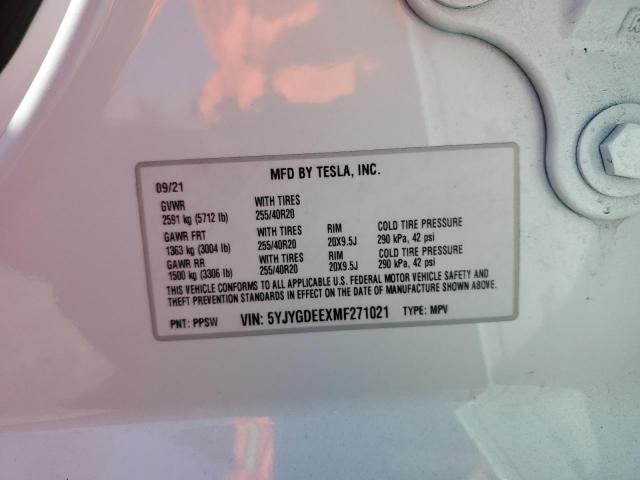 MFD BY TESLA, INC.
09/21
GVWR WITH TIRES
2591 kg (5712 lb) 255/40R20
GAWR FRT WITH TIRES RIM COLD TIRE PRESSURE
1363 kg (3004 lb) 255/40R20 20X9.5J 290 kPa, 42 psi
GAWR RR WITH TIRES RIM COLD TIRE PRESSURE
1500 kg (3306 lb) 255/40R20 20X9.5J 290 kPa, 42 psi
THIS VEHICLE CONFORMS TO ALL APPLICABLE U.S. FEDERAL MOTOR VEHICLE SAFETY AND
THEFT PREVENTION STANDARDS IN EFFECT ON THE DATE OF MANUFACTURE SHOWN ABOVE.
PNT: PPSW VIN: 5YJYGDEEXMF271021 TYPE: MPV